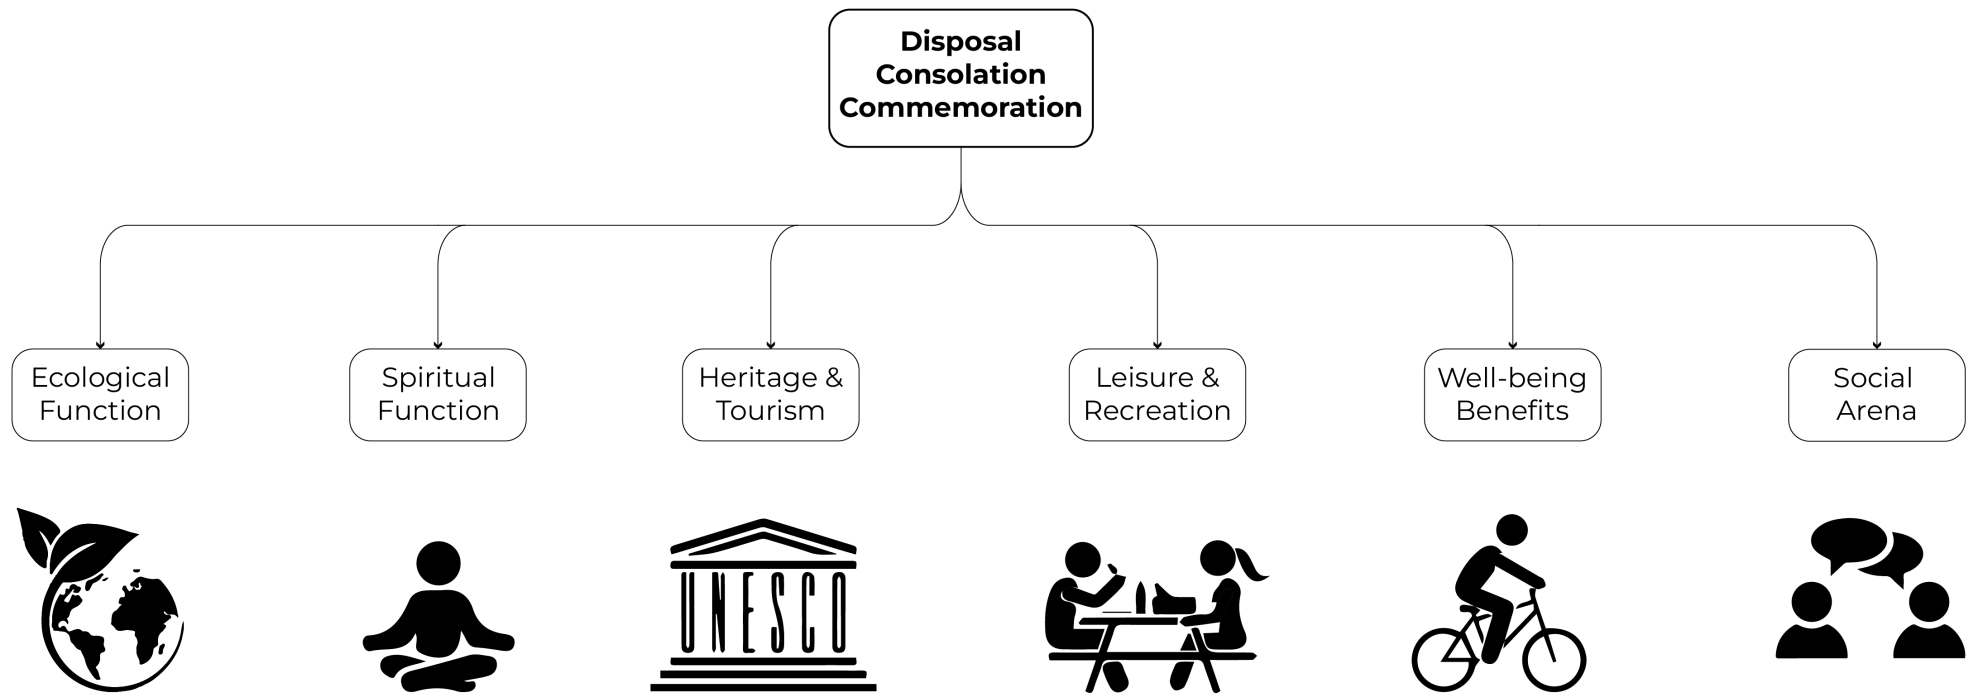 Disposal
Consolation
Commemoration
Ecological
Function
Spiritual
Function
Heritage &
Tourism
Leisure &
Recreation
Well-being
Benefits
Social
Arena
UNESCO